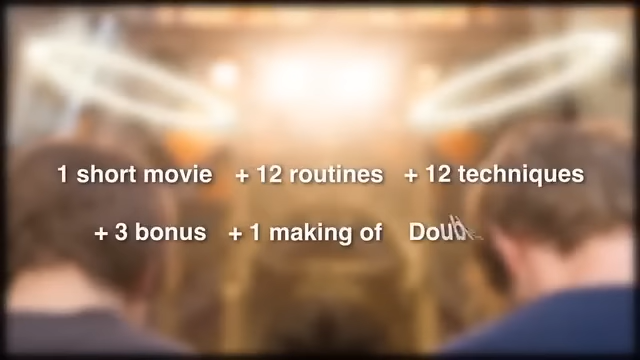 1 short movie + 12 routines + 12 techniques
+ 3 bonus + 1 making of